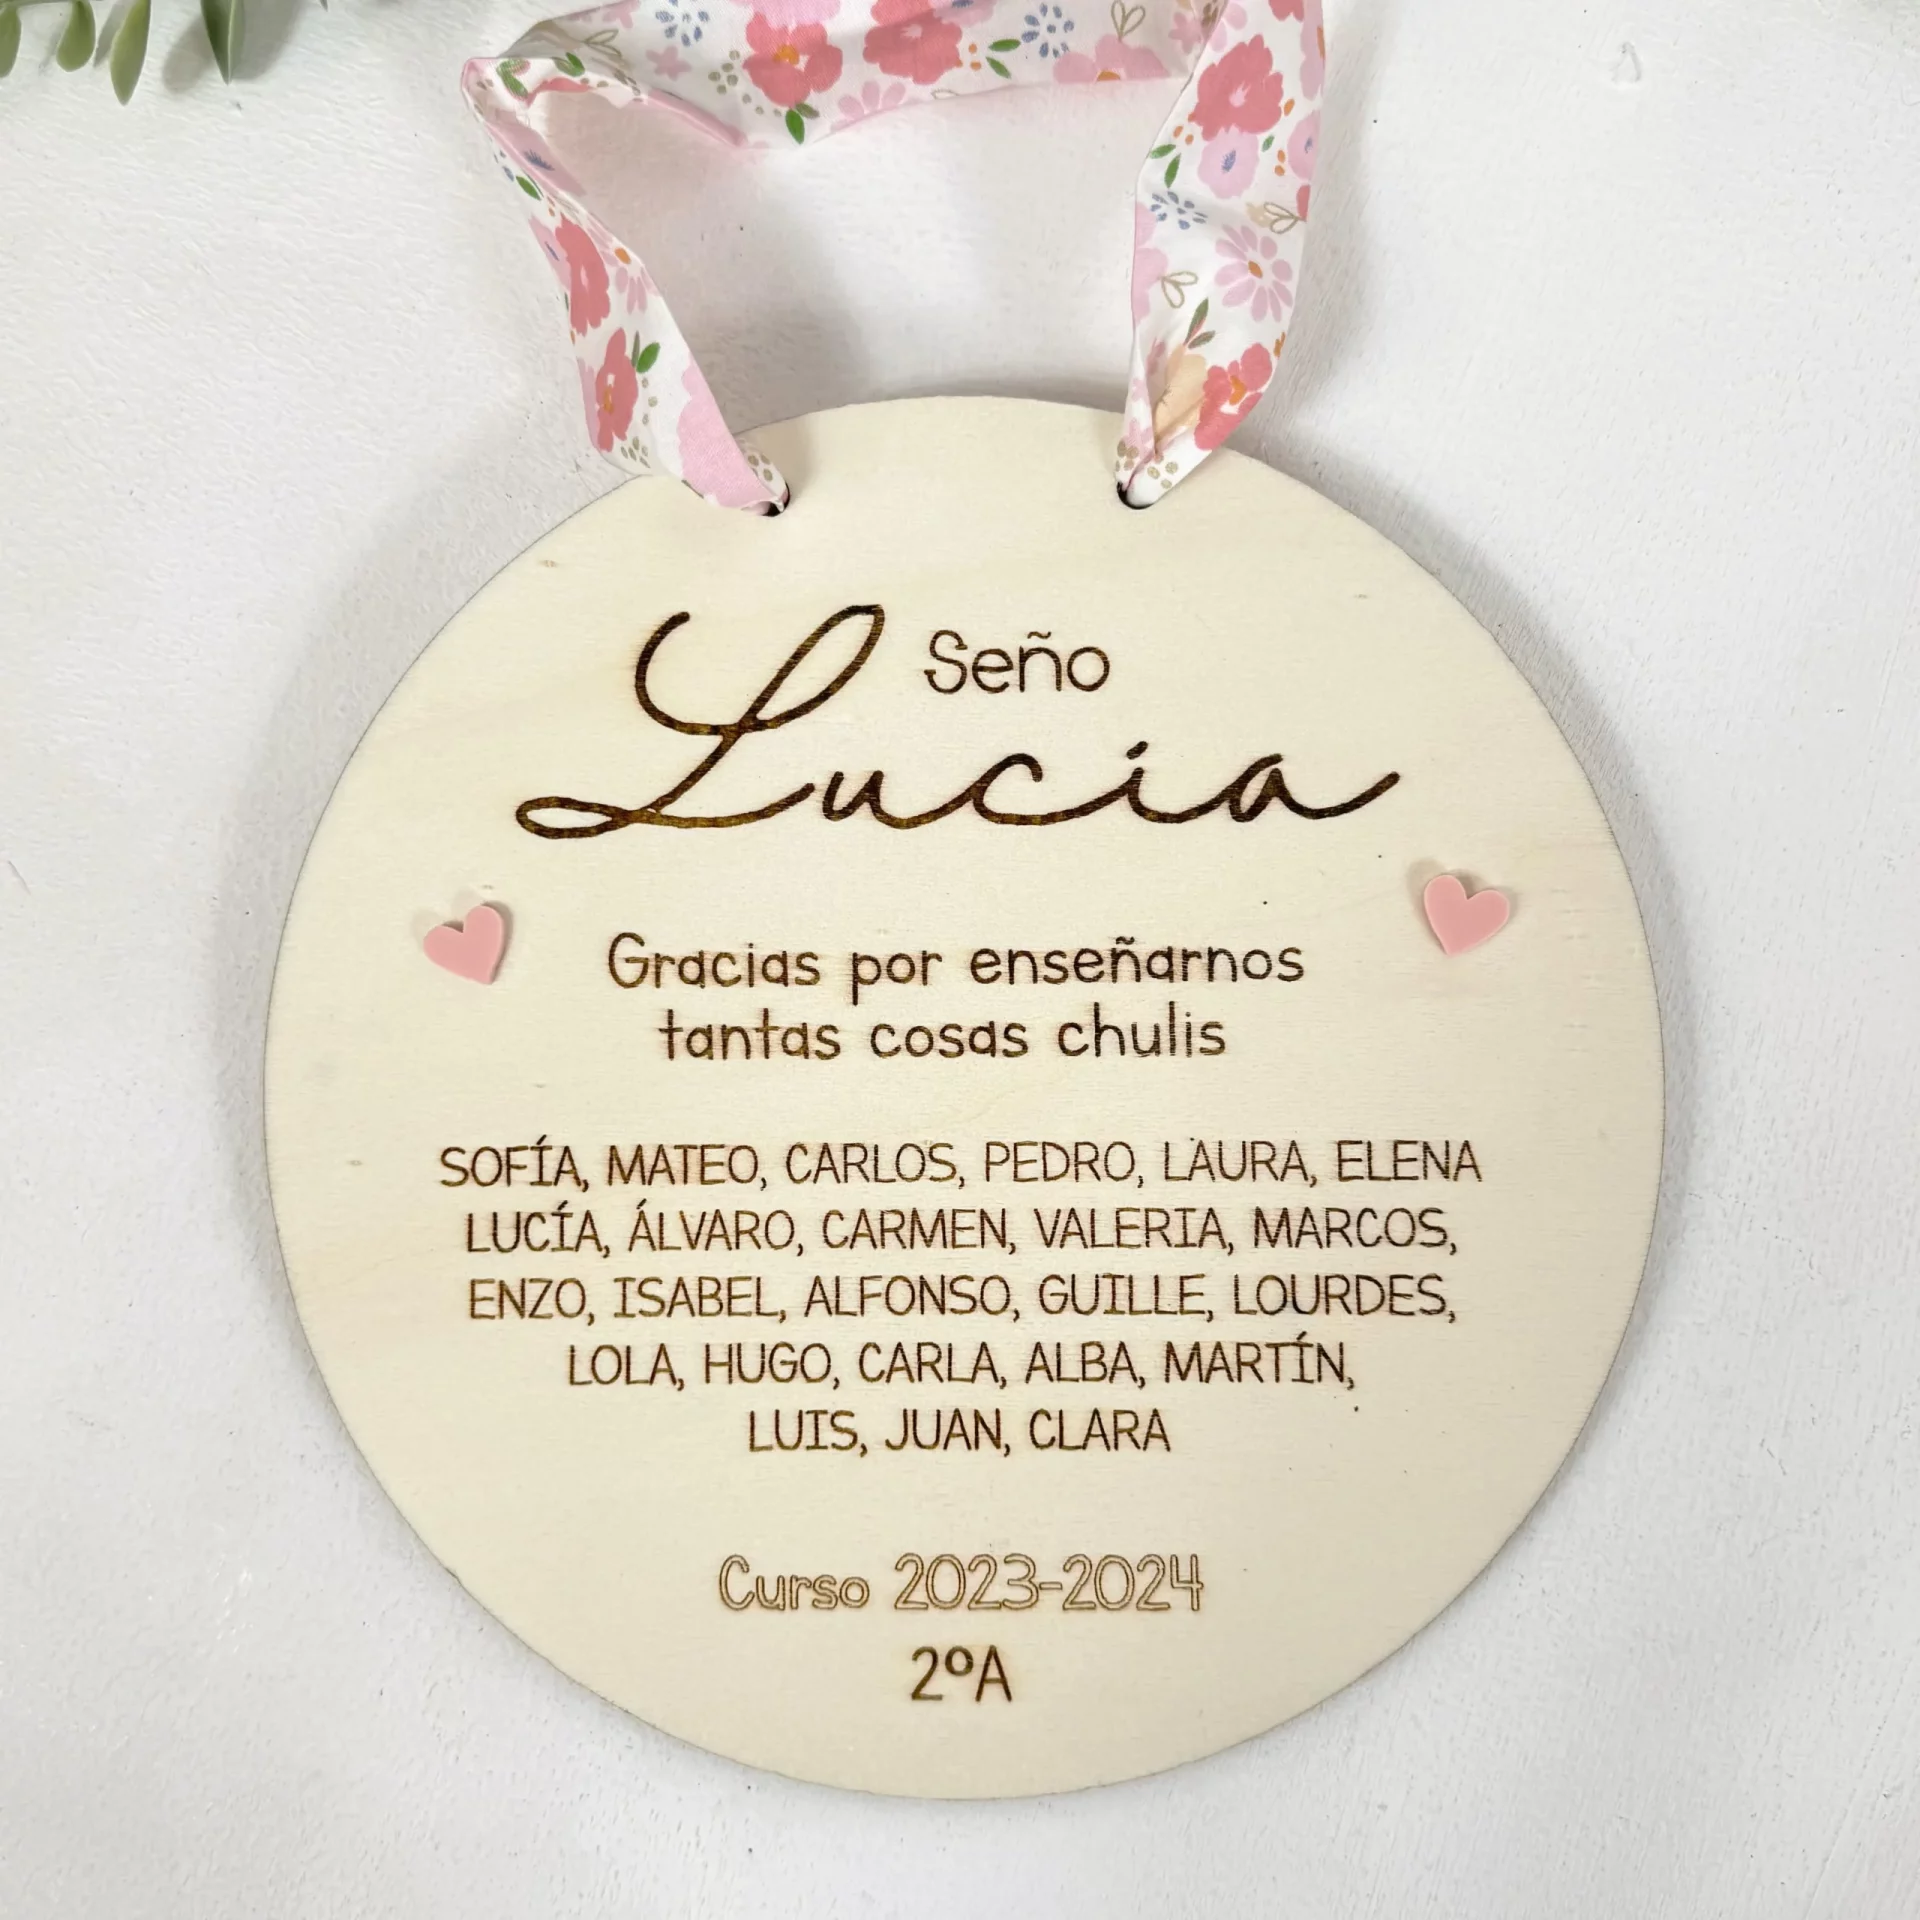 Seño
Lucia
Gracias por enseñarnos
tantas cosas chulis
SOFÍA, MATEO, CARLOS, PEDRO, LAURA, ELENA
LUCÍA, ÁLVARO, CARMEN, VALERIA, MARCOS,
ENZO, ISABEL, ALFONSO, GUILLE, LOURDES,
LOLA, HUGO, CARLA, ALBA, MARTÍN,
LUIS, JUAN, CLARA
Curso 2023-2024
2ºA